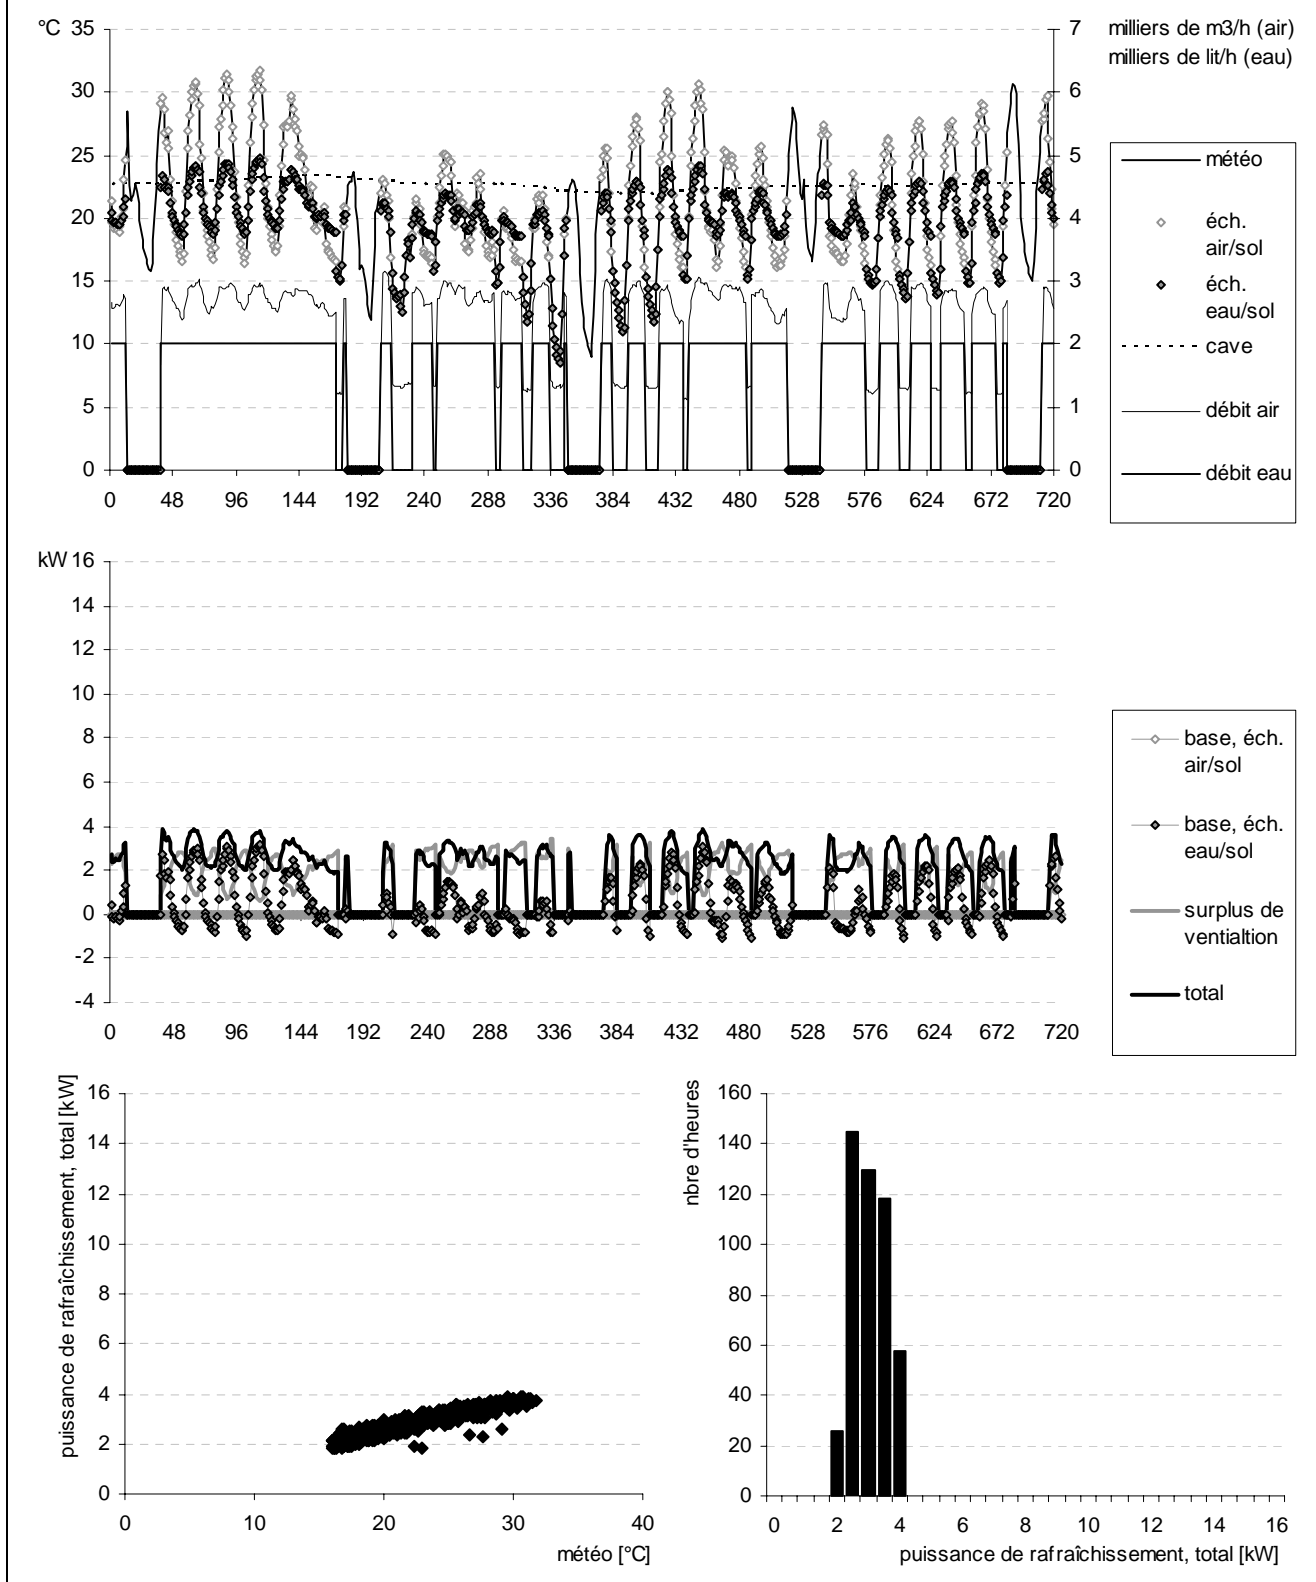 °C 35 7 milliers de m3/h (air)
milliers de lit/h (eau)
30 6
25 5
20 4
15 3
10 2
5 1
0 0
0 48 96 144 192 240 288 336 384 432 480 528 576 624 672 720
météo
éch.
air/sol
éch.
eau/sol
cave
débit air
débit eau
kW 16
14
12
10
8
6
4
2
0
-2
-4
0 48 96 144 192 240 288 336 384 432 480 528 576 624 672 720
base, éch.
air/sol
base, éch.
eau/sol
surplus de
ventialtion
total
puissance de rafraîchissement, total [kW]
16
14
12
10
8
6
4
2
0
0 10 20 30 40
météo [°C]
nbre d'heures
160
140
120
100
80
60
40
20
0
0 2 4 6 8 10 12 14 16
puissance de rafraîchissement, total [kW]